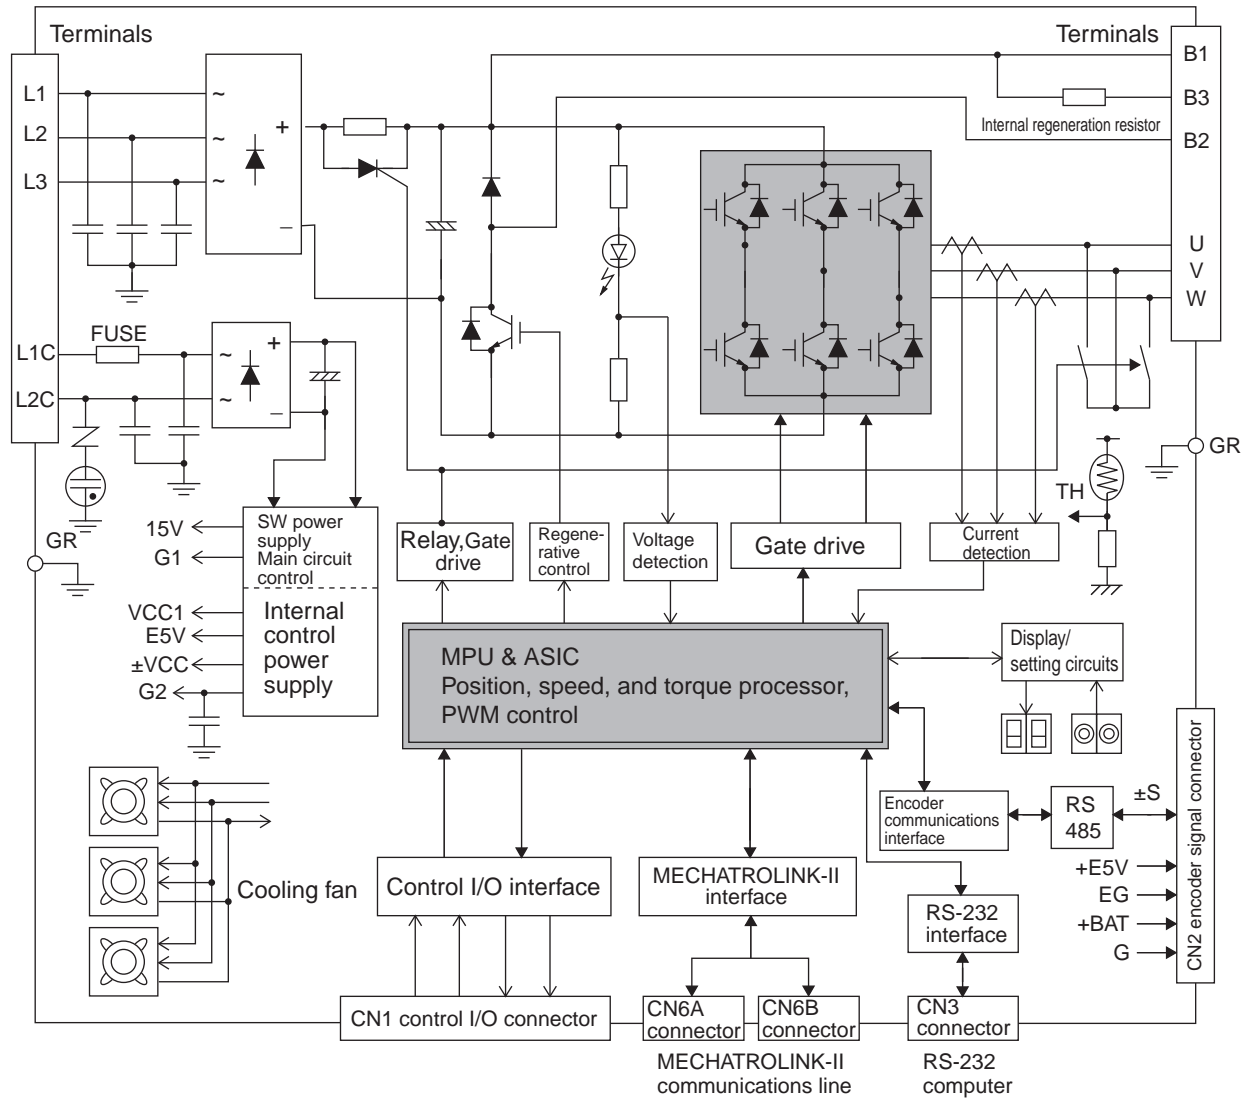 Terminals
Terminals
L1
L2
L3
~
~
~
+
–
B1
B3
Internal regeneration resistor
B2
U
V
W
FUSE
L1C
L2C
~
~
+
–
GR
TH
GR
15V
G1
SW power
supply
Main circuit
control
VCC1
E5V
±VCC
G2
Internal
control
power
supply
Relay,Gate
drive
Regene-
rative
control
Voltage
detection
Gate drive
Current
detection
MPU & ASIC
Position, speed, and torque processor,
PWM control
Display/
setting circuits
Encoder
communications
interface
RS
485
±S
+E5V
EG
+BAT
G
CN2 encoder signal connector
Cooling fan
Control I/O interface
MECHATROLINK-II
interface
RS-232
interface
CN1 control I/O connector
CN6A
connector
CN6B
connector
CN3
connector
MECHATROLINK-II
communications line
RS-232
computer